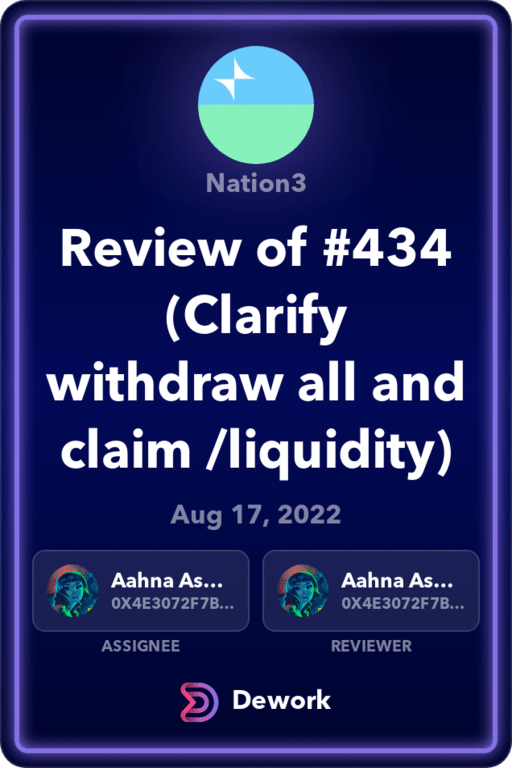 Nation3
Review of #434
(Clarify
withdraw all and
claim /liquidity)
Aug 17, 2022
Aahna As...
0X4E3072F7B...
ASSIGNEE
Aahna As...
0X4E3072F7B...
REVIEWER
Dework